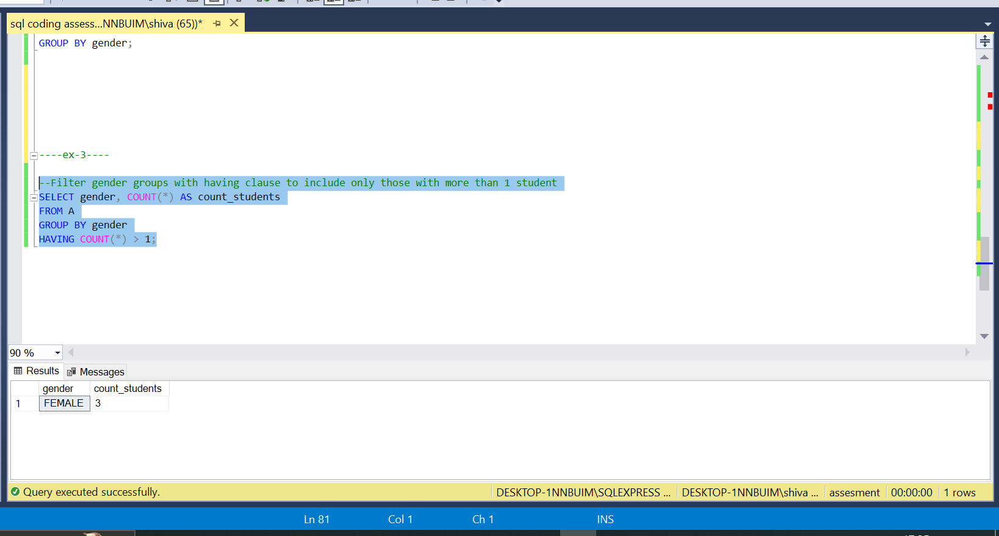 sql coding assess...NNBUIM\shiva (65))*
GROUP BY gender;
----ex-3----
--Filter gender groups with having clause to include only those with more than 1 student
SELECT gender, COUNT(*) AS count_students
FROM A
GROUP BY gender
HAVING COUNT(*) > 1;
90 %
Results Messages
gender count_students
1 FEMALE 3
Query executed successfully. DESKTOP-1NNBUIM\SQLEXPRESS ... DESKTOP-1NNBUIM\shiva ... assesment 00:00:00 1 rows
Ln 81 Col 1 Ch 1 INS